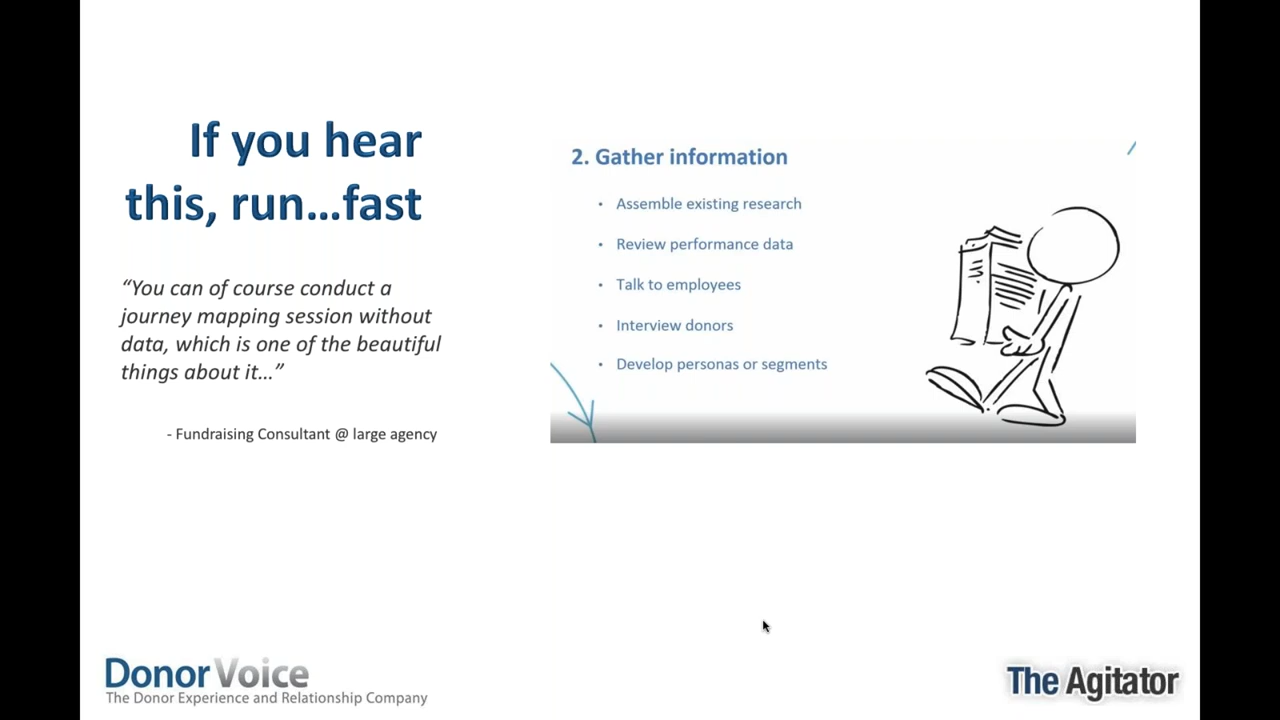 If you hear
this, run...fast
“You can of course conduct a
journey mapping session without
data, which is one of the beautiful
things about it...”
- Fundraising Consultant @ large agency
2. Gather information
• Assemble existing research
• Review performance data
• Talk to employees
• Interview donors
• Develop personas or segments
DonorVoice
The Donor Experience and Relationship Company
The Agitator